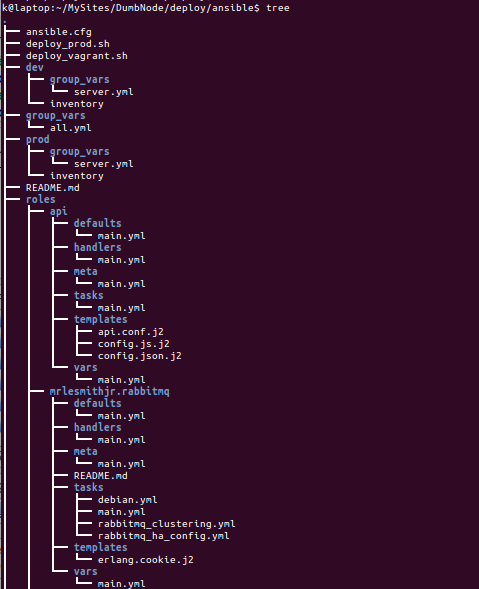 k@laptop:~/MySites/DumbNode/deploy/ansible$ tree
.
├── ansible.cfg
├── deploy_prod.sh
├── deploy_vagrant.sh
├── dev
│   ├── group_vars
│   │   └── server.yml
│   └── inventory
├── group_vars
│   └── all.yml
├── prod
│   ├── group_vars
│   │   └── server.yml
│   └── inventory
├── README.md
├── roles
│   ├── api
│   │   ├── defaults
│   │   │   └── main.yml
│   │   ├── handlers
│   │   │   └── main.yml
│   │   ├── meta
│   │   │   └── main.yml
│   │   ├── tasks
│   │   │   └── main.yml
│   │   ├── templates
│   │   │   ├── api.conf.j2
│   │   │   ├── config.js.j2
│   │   │   └── config.json.j2
│   │   └── vars
│   │       └── main.yml
│   ├── mrlesmithjr.rabbitmq
│   │   ├── defaults
│   │   │   └── main.yml
│   │   ├── handlers
│   │   │   └── main.yml
│   │   ├── meta
│   │   │   └── main.yml
│   │   ├── README.md
│   │   ├── tasks
│   │   │   ├── debian.yml
│   │   │   ├── main.yml
│   │   │   ├── rabbitmq_clustering.yml
│   │   │   └── rabbitmq_ha_config.yml
│   │   ├── templates
│   │   │   └── erlang.cookie.j2
│   │   └── vars
│   │       └── main.yml